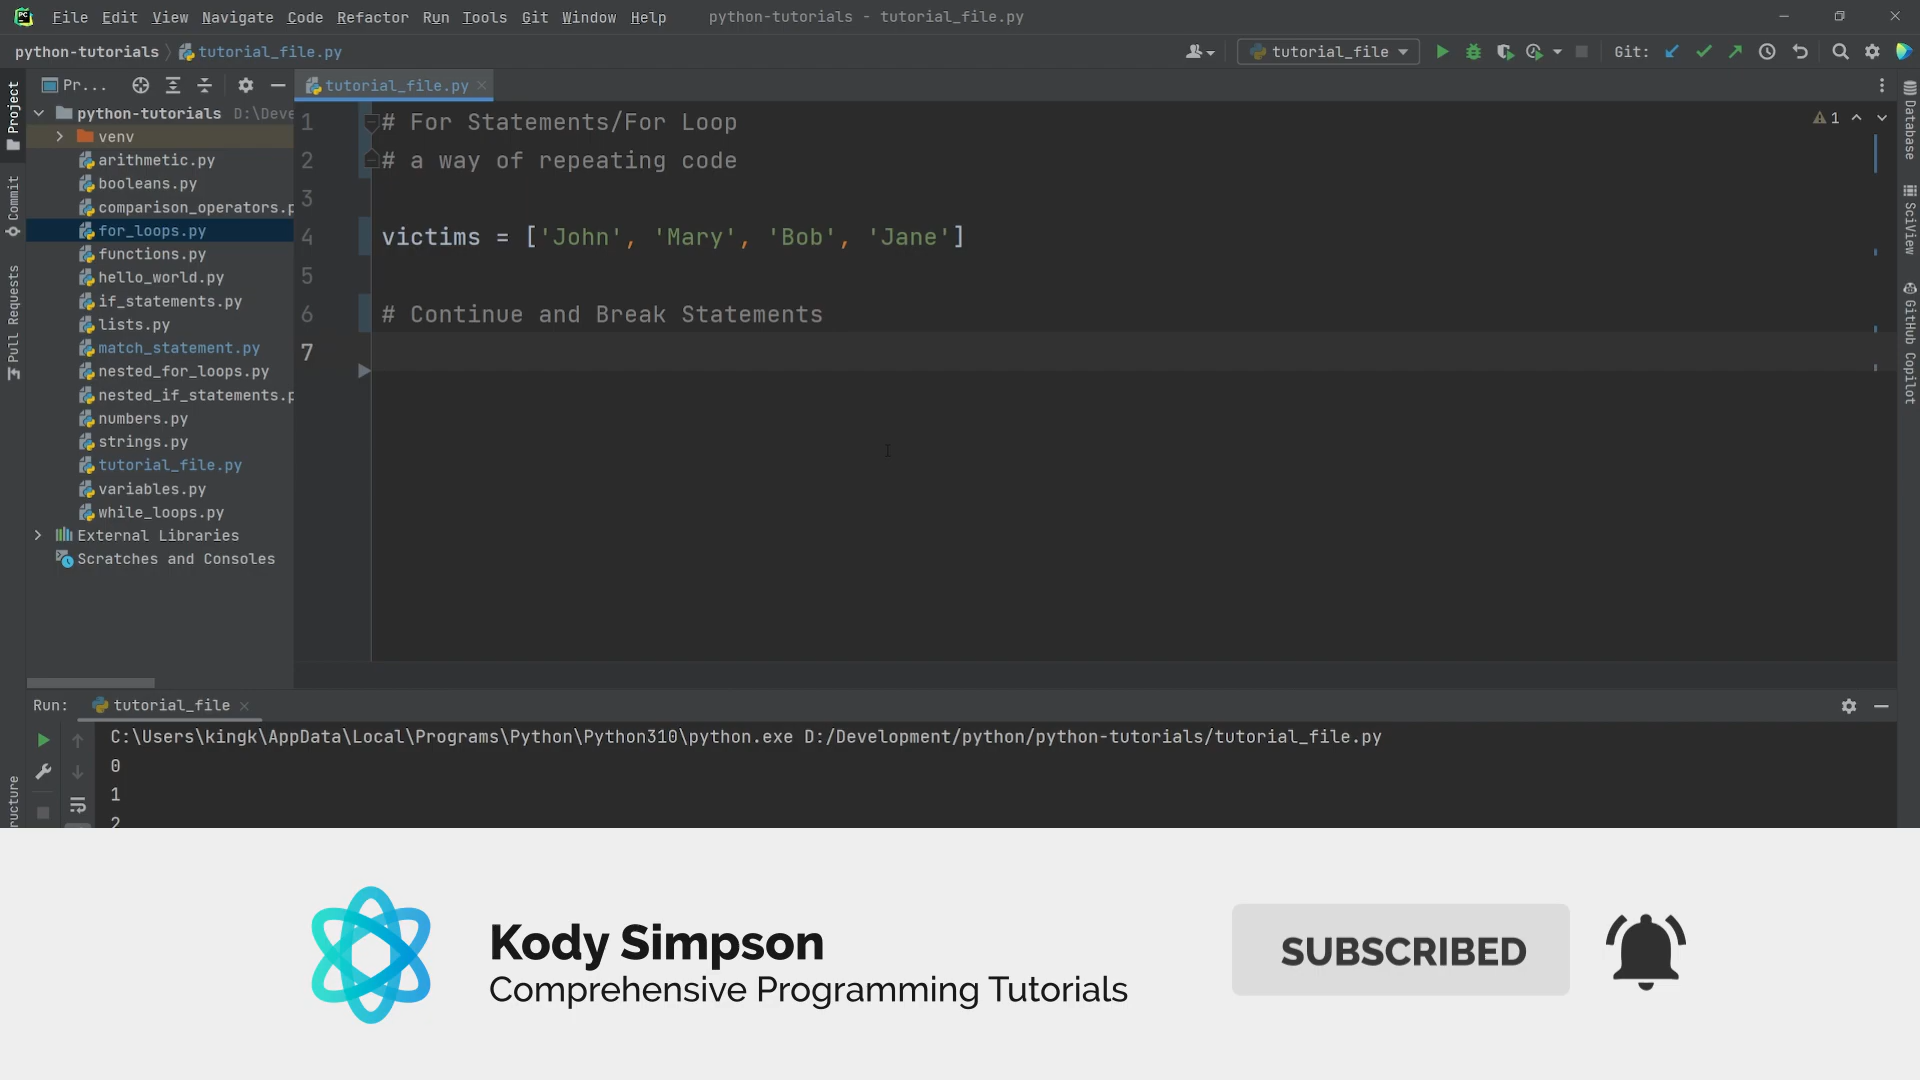 File Edit View Navigate Code Refactor Run Tools Git Window Help python-tutorials - tutorial_file.py
python-tutorials tutorial_file.py tutorial_file Git:
Pr... tutorial_file.py
Project
Commit
Pull Requests
python-tutorials D:\Deve
venv
arithmetic.py
booleans.py
comparison_operators.p
for_loops.py
functions.py
hello_world.py
if_statements.py
lists.py
match_statement.py
nested_for_loops.py
nested_if_statements.p
numbers.py
strings.py
tutorial_file.py
variables.py
while_loops.py
External Libraries
Scratches and Consoles
1 # For Statements/For Loop
2 # a way of repeating code
3
4 victims = ['John', 'Mary', 'Bob', 'Jane']
5
6 # Continue and Break Statements
7
1
Database
SciView
GitHub Copilot
Run: tutorial_file
C:\Users\kingk\AppData\Local\Programs\Python\Python310\python.exe D:/Development/python/python-tutorials/tutorial_file.py
0
1
2
ructure
Kody Simpson
Comprehensive Programming Tutorials
SUBSCRIBED